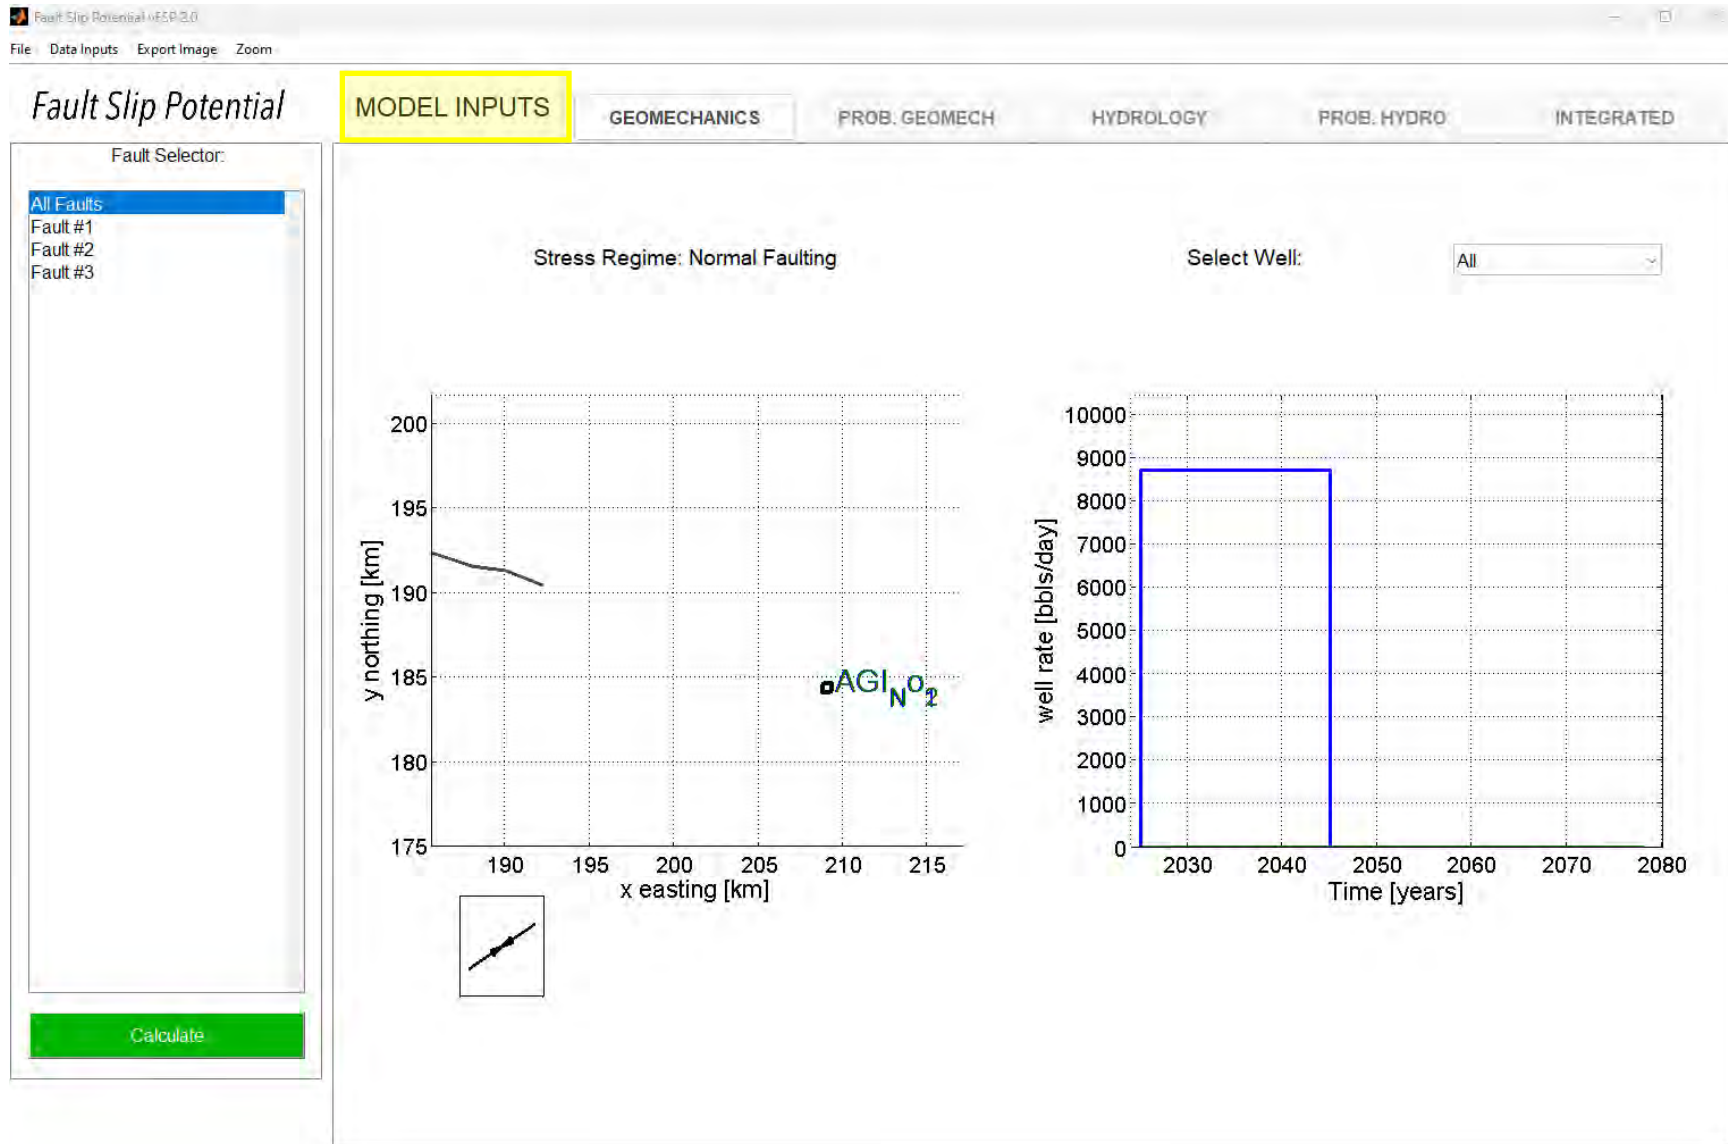 Fault Slip Potential vFSP 2.0
File Data Inputs Export Image Zoom
Fault Slip Potential
MODEL INPUTS
GEOMECHANICS
PROB. GEOMECH
HYDROLOGY
PROB. HYDRO
INTEGRATED
Fault Selector:
All Faults
Fault #1
Fault #2
Fault #3
Calculate
Stress Regime: Normal Faulting
Select Well:
All
200
195
190
185
180
175
y northing [km]
190 195 200 205 210 215
x easting [km]
AGI No
10000
9000
8000
7000
6000
5000
4000
3000
2000
1000
0
well rate [bbls/day]
2030 2040 2050 2060 2070 2080
Time [years]